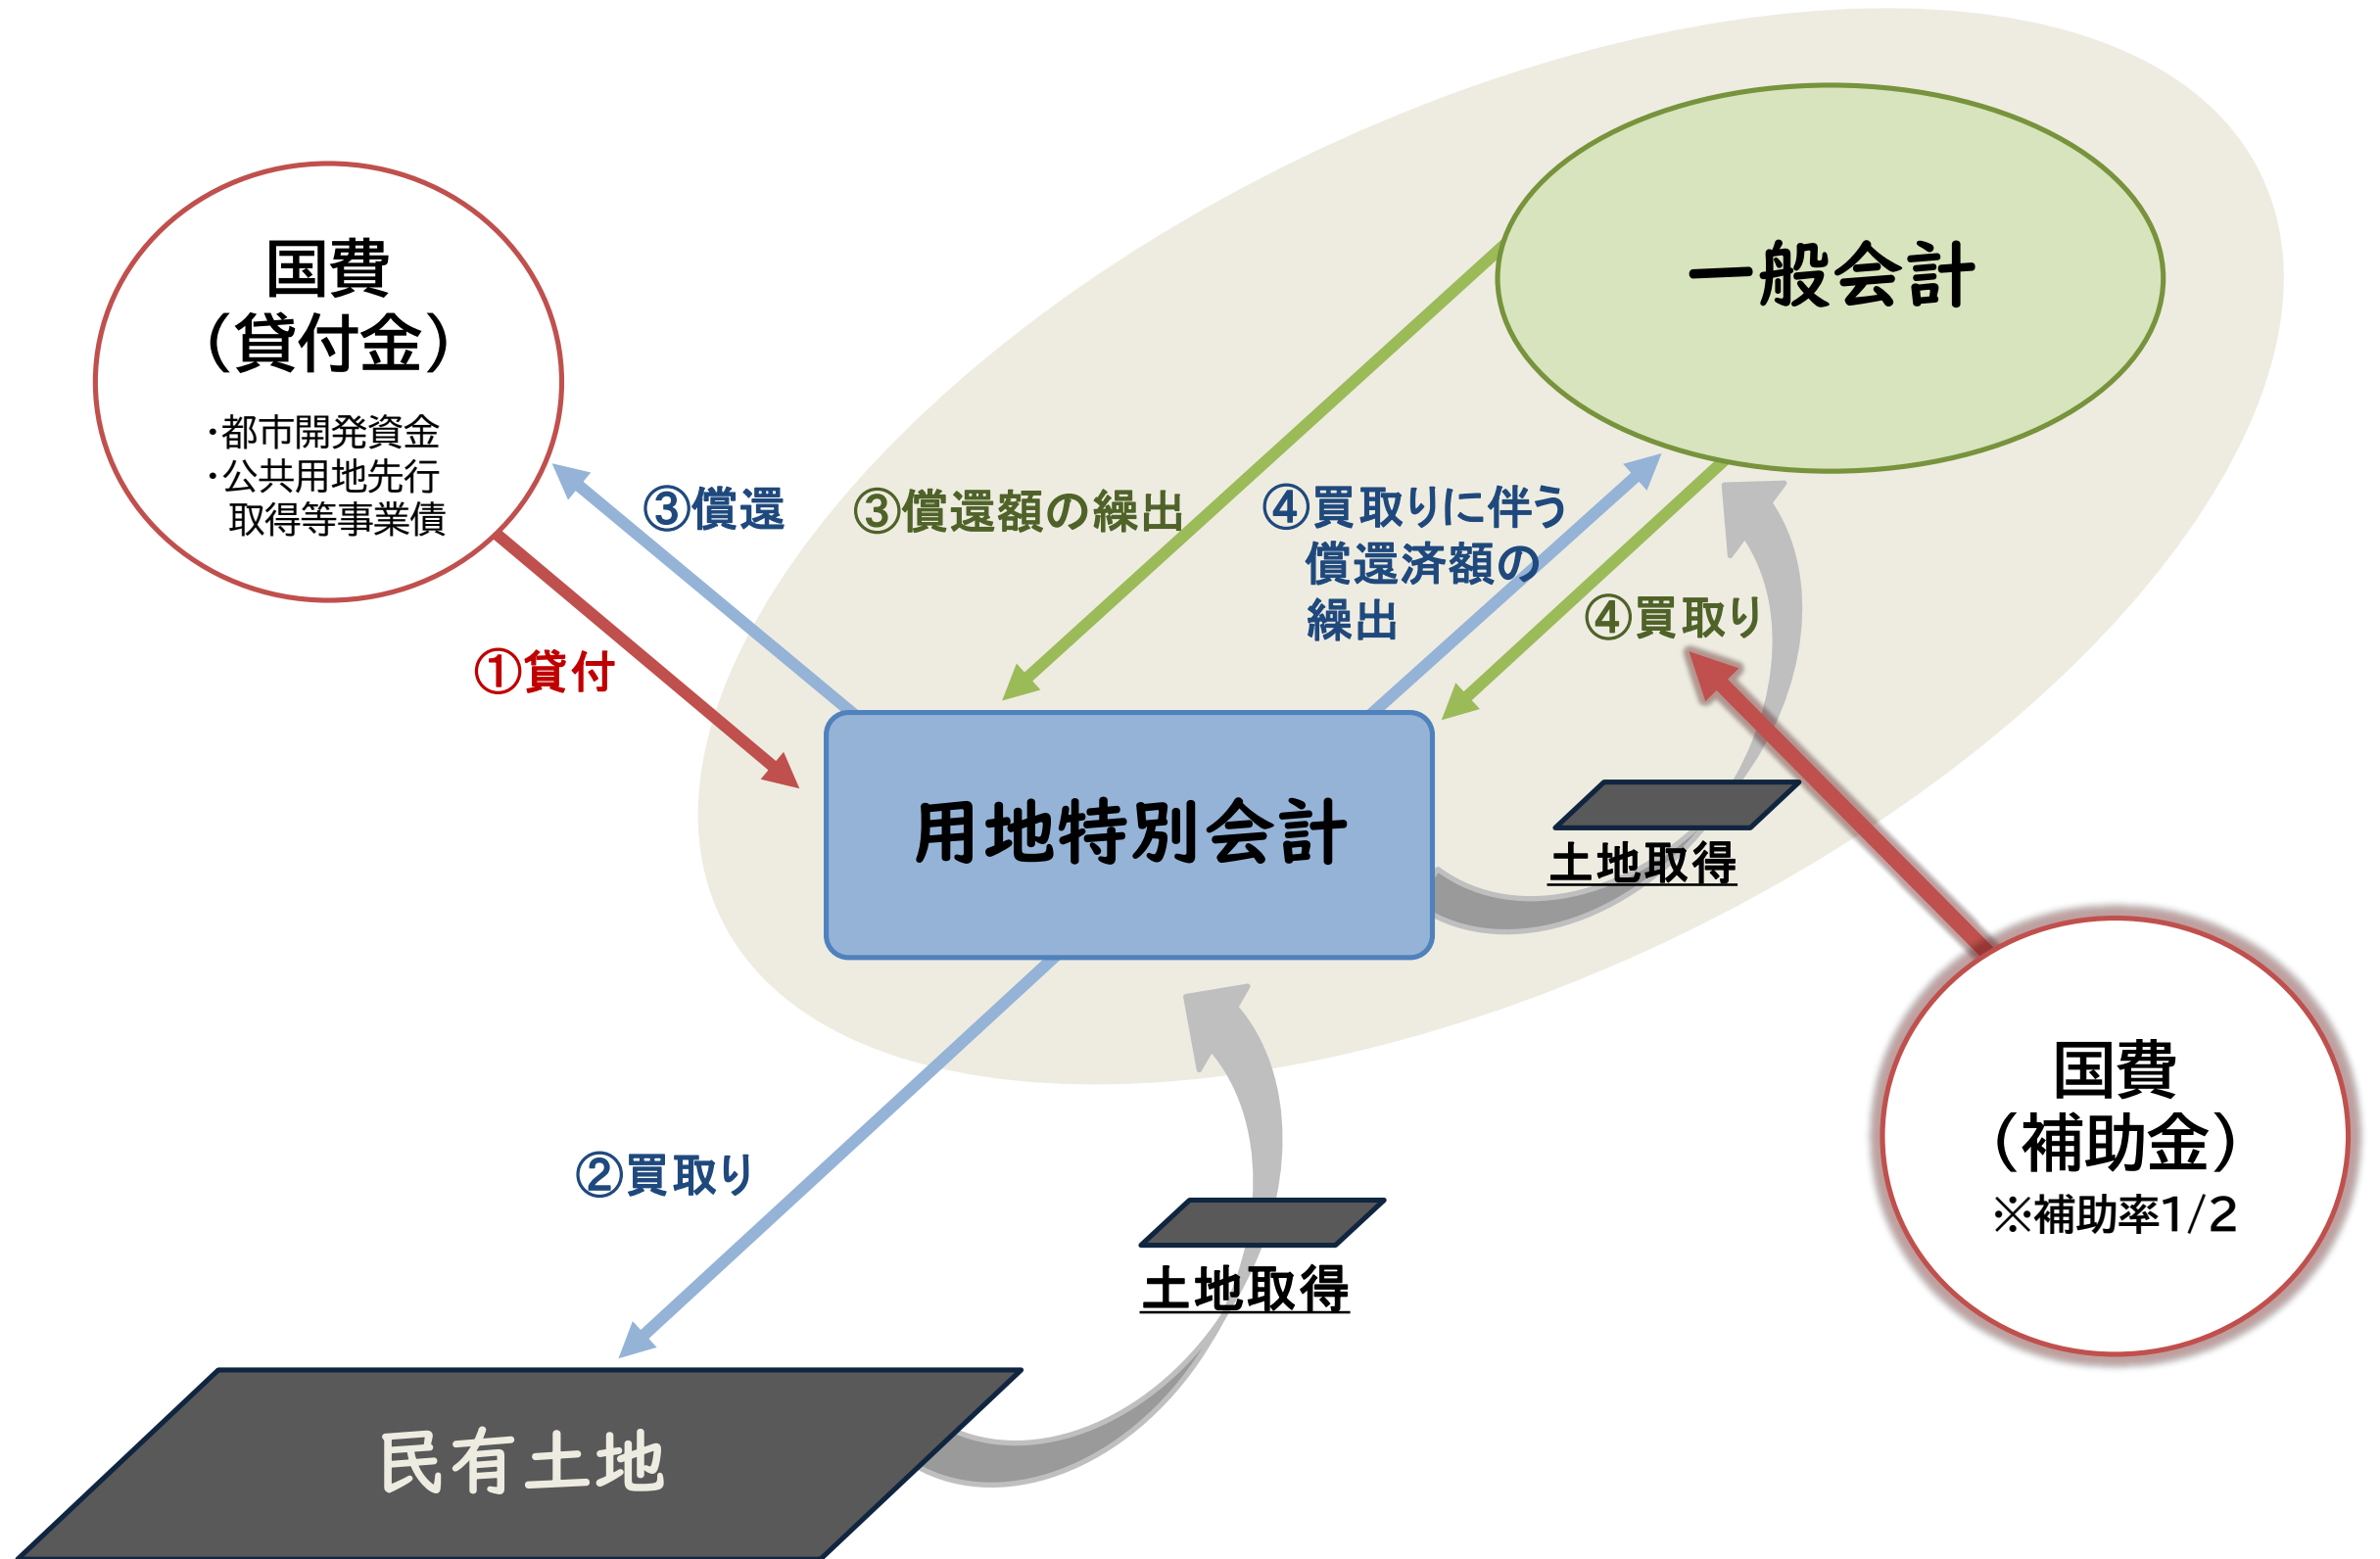 一般会計
国費
（貸付金）
・都市開発資金
・公共用地先行
取得等事業債
③償還
③償還額の繰出
④買取りに伴う
償還済額の
繰出
④買取り
①貸付
用地特別会計
土地取得
国費
（補助金）
※補助率1/2
②買取り
土地取得
民有土地